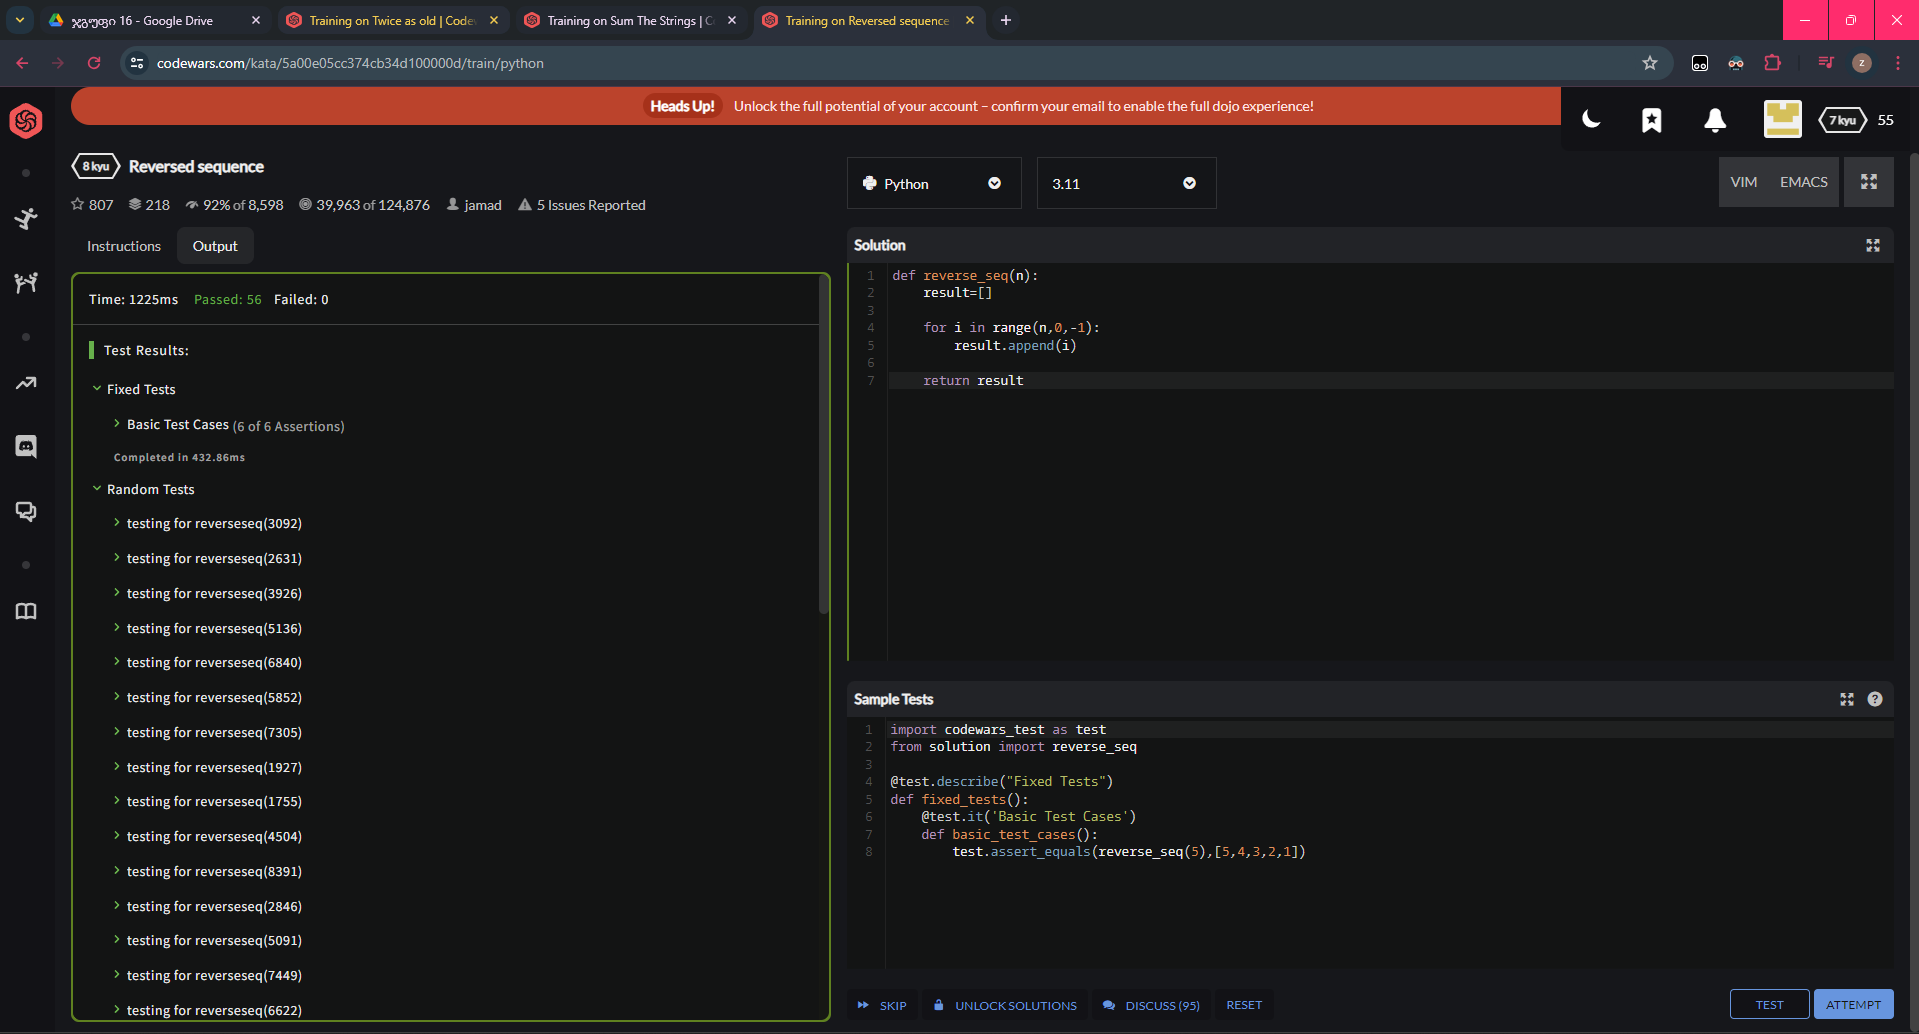 ჯგუფი 16 - Google Drive
Training on Twice as old | Codew
Training on Sum The Strings | C
Training on Reversed sequence
codewars.com/kata/5a00e05cc374cb34d100000d/train/python
Z
Heads Up! Unlock the full potential of your account – confirm your email to enable the full dojo experience!
7 kyu 55
8 kyu Reversed sequence
807 218 92% of 8,598 39,963 of 124,876 jamad 5 Issues Reported
Instructions Output
Time: 1225ms Passed: 56 Failed: 0
Test Results:
Fixed Tests
Basic Test Cases (6 of 6 Assertions)
Completed in 432.86ms
Random Tests
testing for reverseseq(3092)
testing for reverseseq(2631)
testing for reverseseq(3926)
testing for reverseseq(5136)
testing for reverseseq(6840)
testing for reverseseq(5852)
testing for reverseseq(7305)
testing for reverseseq(1927)
testing for reverseseq(1755)
testing for reverseseq(4504)
testing for reverseseq(8391)
testing for reverseseq(2846)
testing for reverseseq(5091)
testing for reverseseq(7449)
testing for reverseseq(6622)
Python 3.11 VIM EMACS
Solution
1 def reverse_seq(n):
2     result=[]
3
4     for i in range(n,0,-1):
5         result.append(i)
6
7     return result
Sample Tests
1 import codewars_test as test
2 from solution import reverse_seq
3
4 @test.describe("Fixed Tests")
5 def fixed_tests():
6     @test.it('Basic Test Cases')
7     def basic_test_cases():
8         test.assert_equals(reverse_seq(5),[5,4,3,2,1])
SKIP UNLOCK SOLUTIONS DISCUSS (95) RESET TEST ATTEMPT